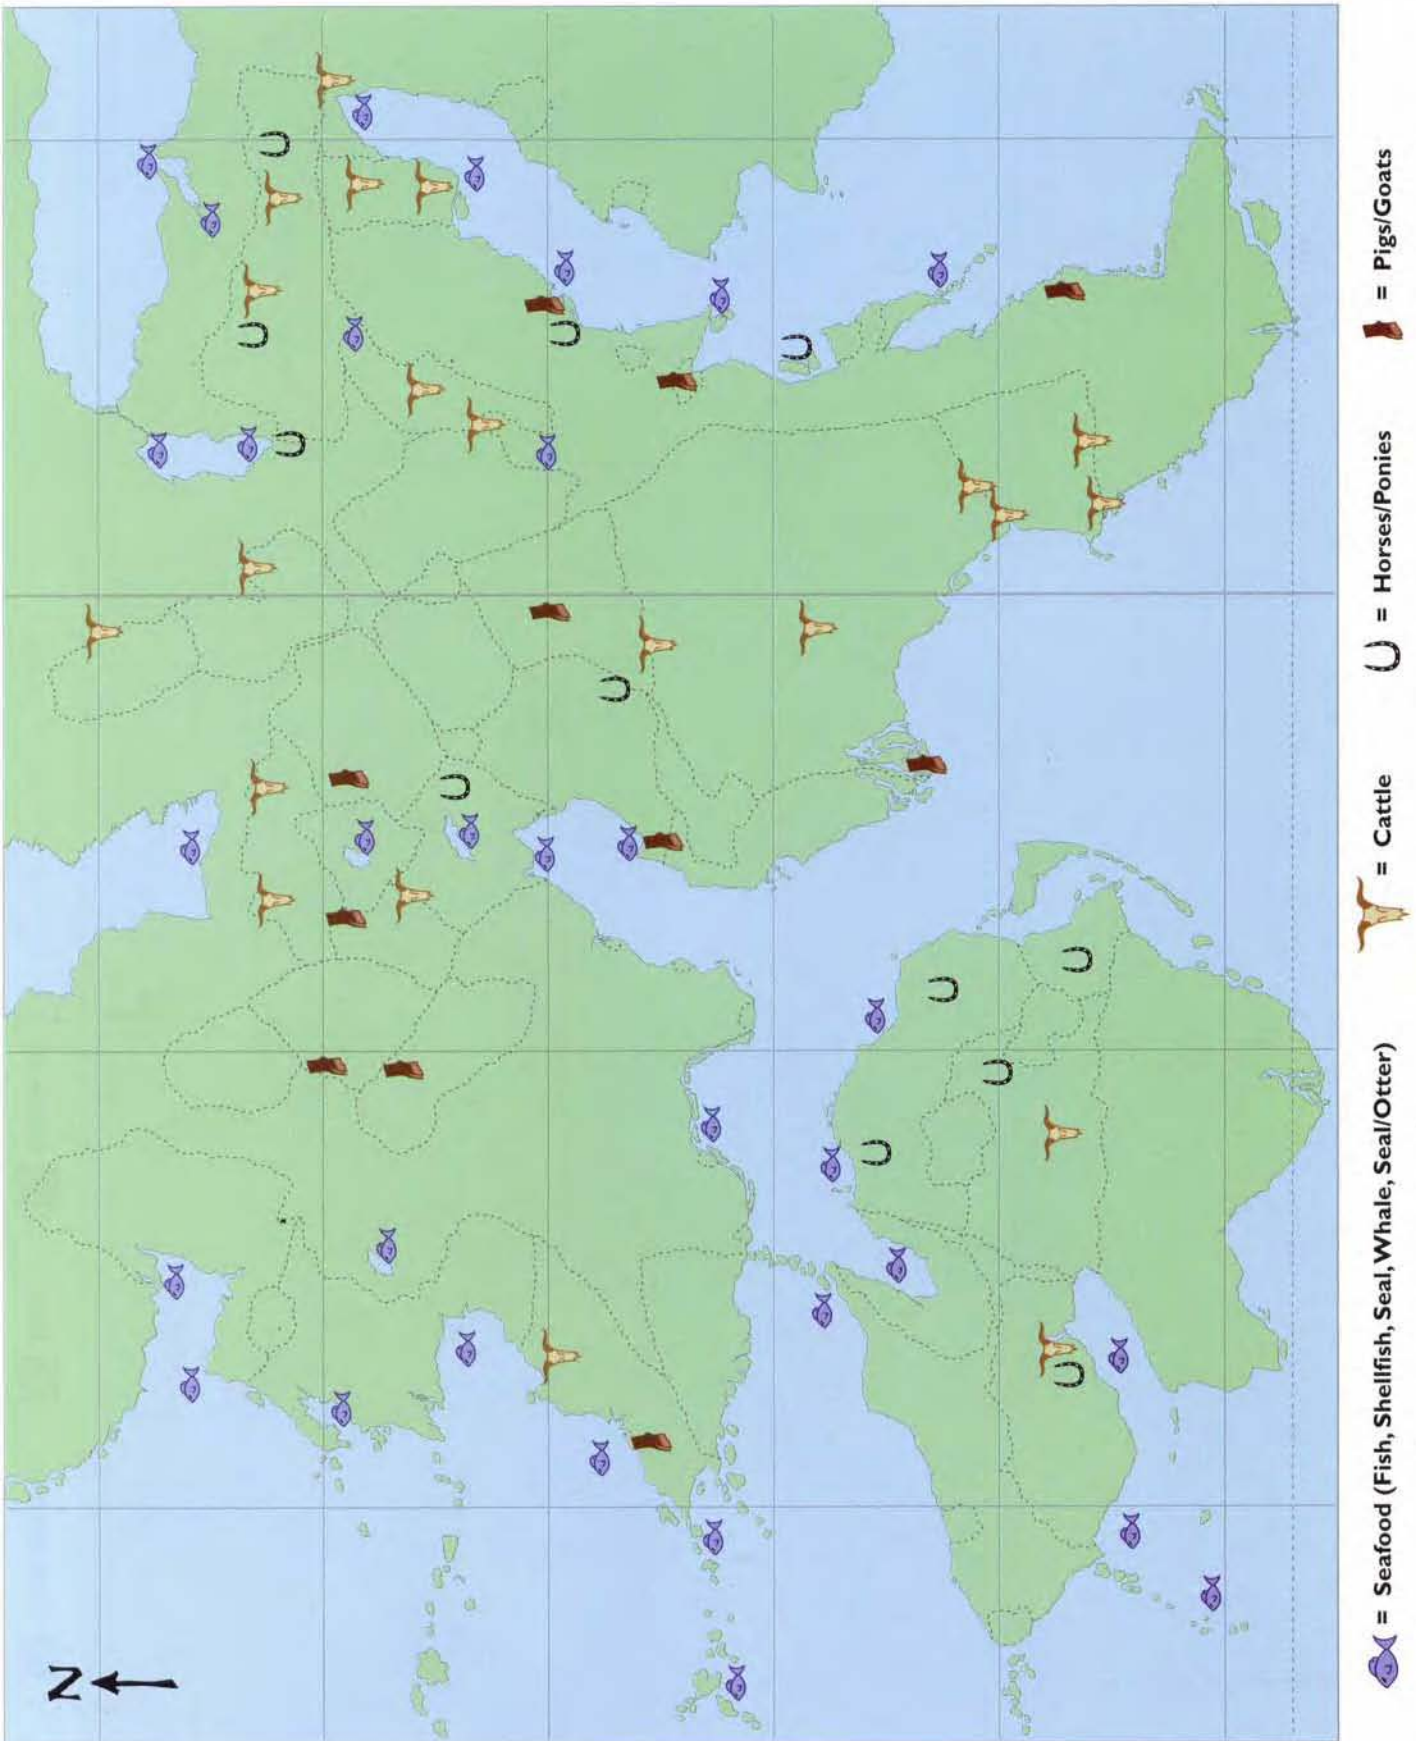 N
= Seafood (Fish, Shellfish, Seal, Whale, Seal/Otter)
= Cattle
= Horses/Ponies
= Pigs/Goats